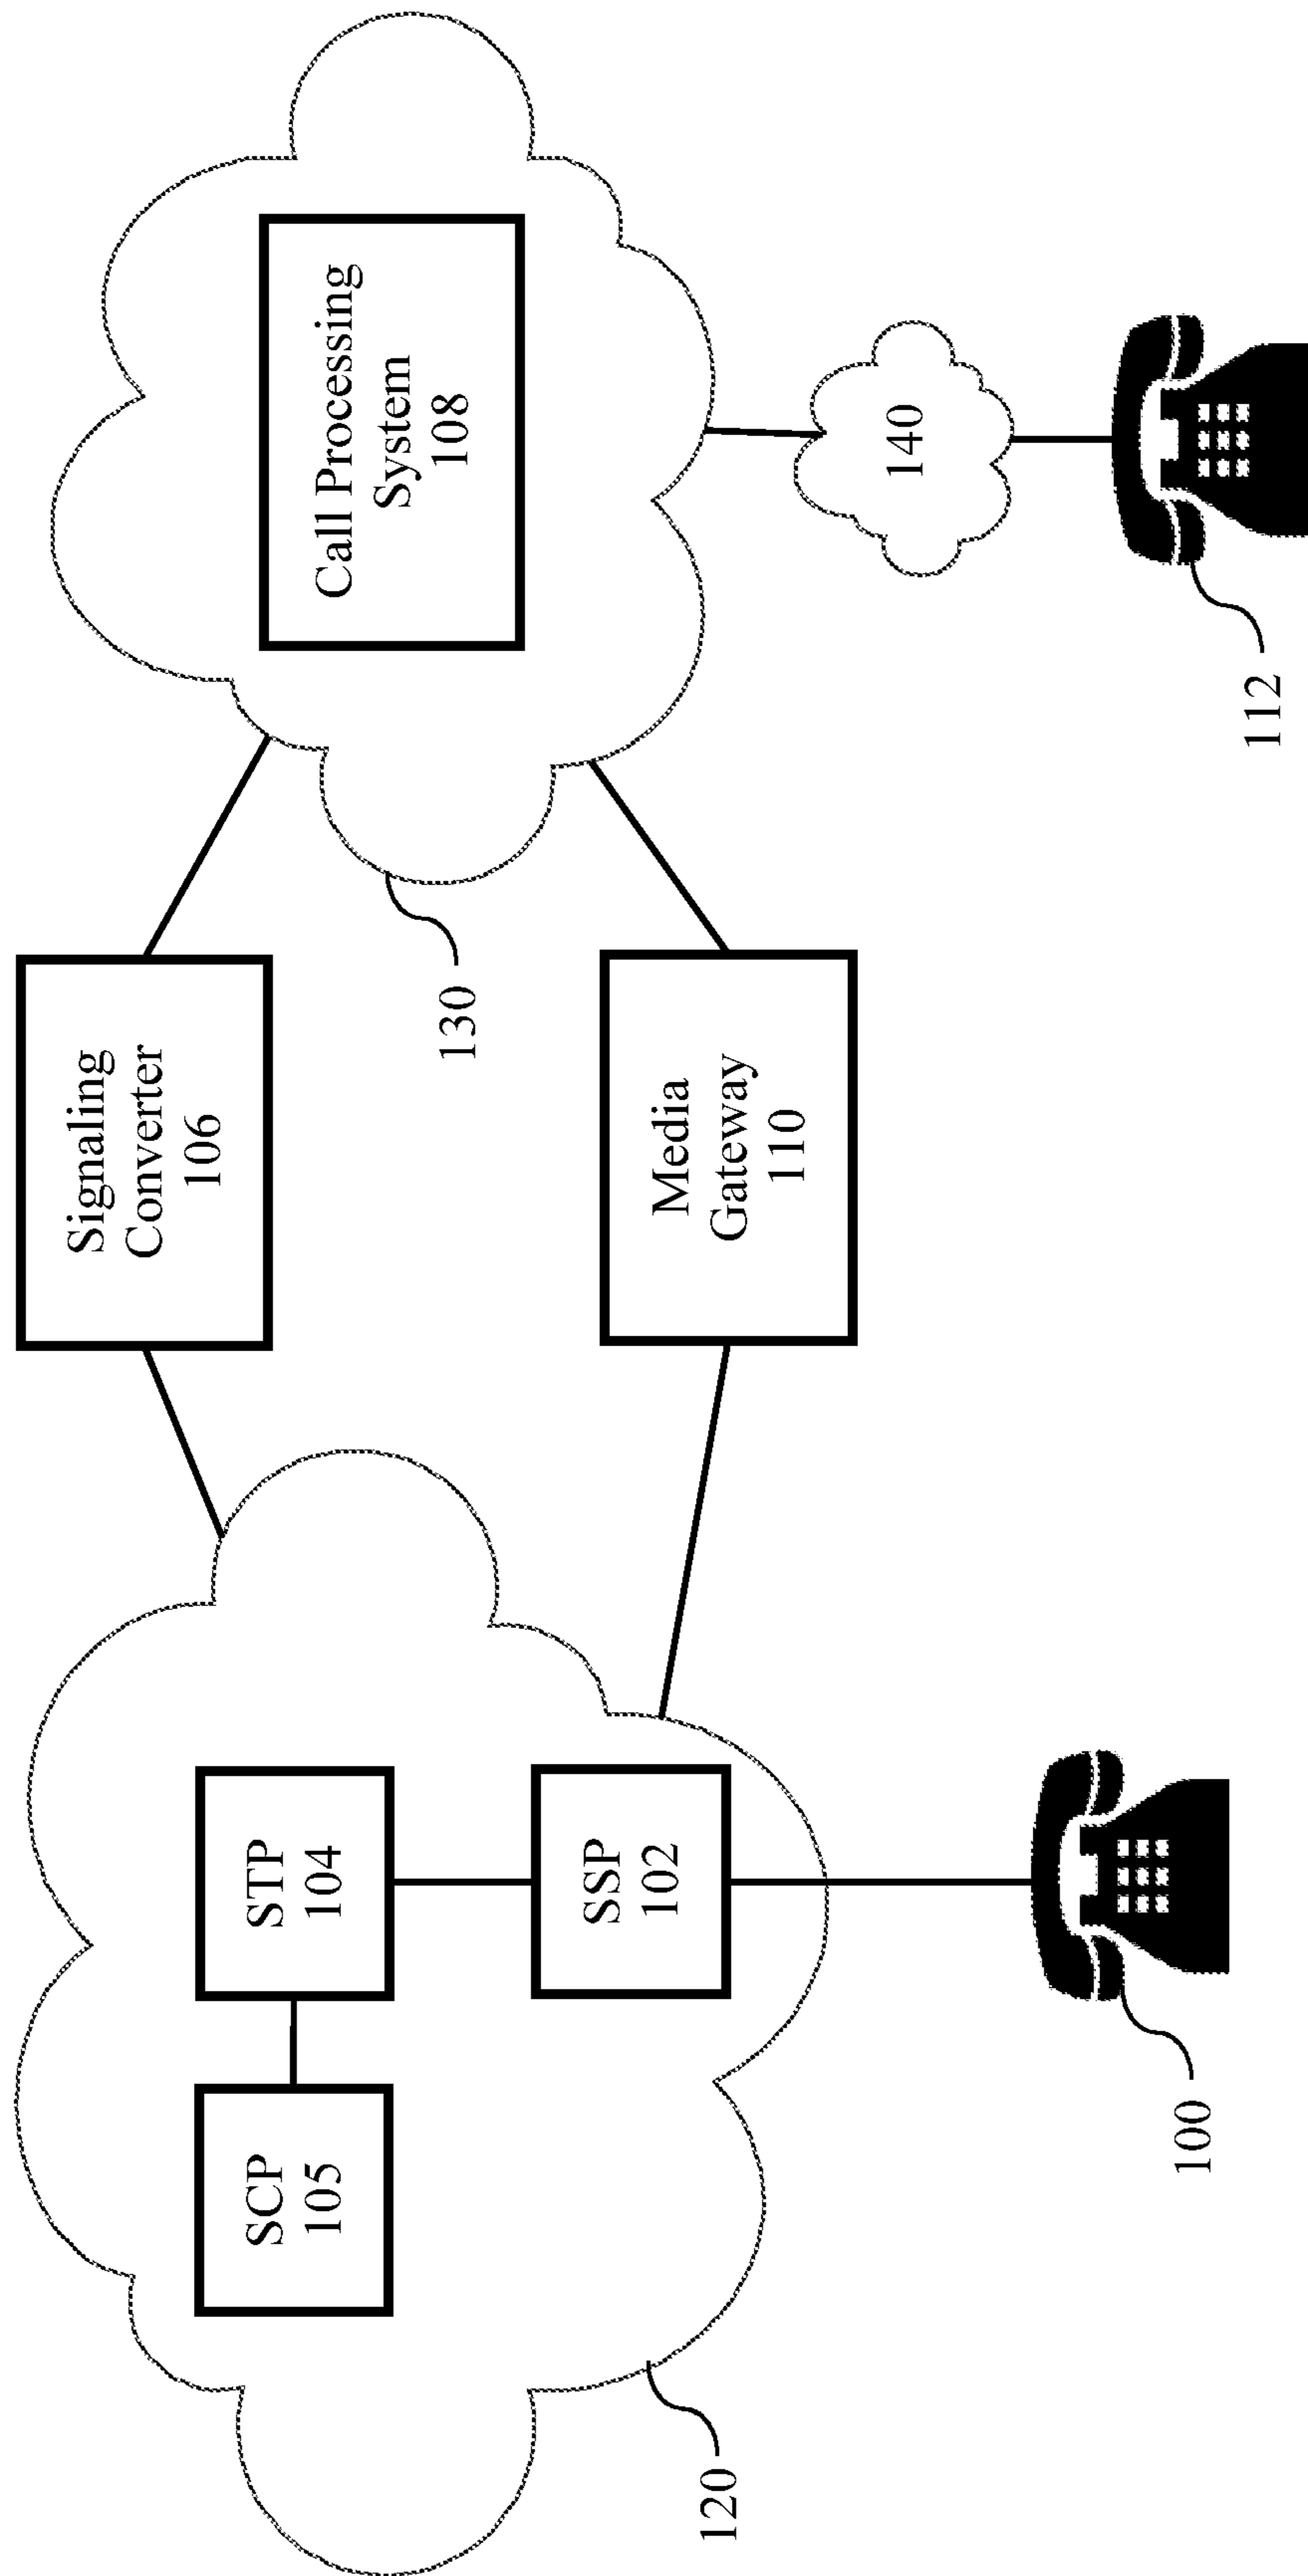 Signaling
Converter
106
Call Processing
System
108
130
SCP
105
STP
104
SSP
102
Media
Gateway
110
140
120
100
112